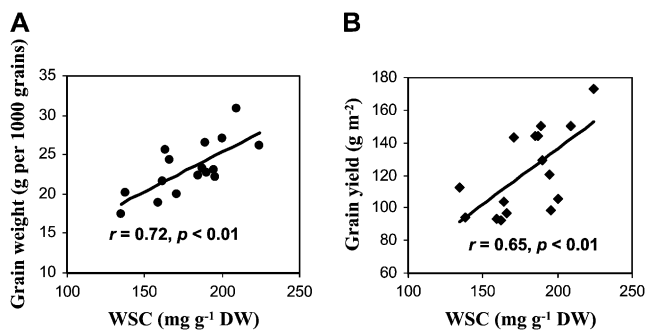 A
B
Grain weight (g per 1000 grains)
35
30
25
20
15
10
r = 0.72, p < 0.01
100
150
200
250
WSC (mg g-1 DW)
Grain yield (g m-2)
180
160
140
120
100
80
60
r = 0.65, p < 0.01
100
150
200
250
WSC (mg g-1 DW)